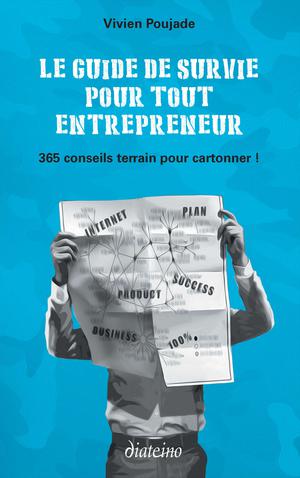 Vivien Poujade
LE GUIDE DE SURVIE
POUR TOUT
ENTREPRENEUR
365 conseils terrain pour cartonner !
INTERNET
PLAN
PRODUCT
SUCCESS
BUSINESS
100%
diateino